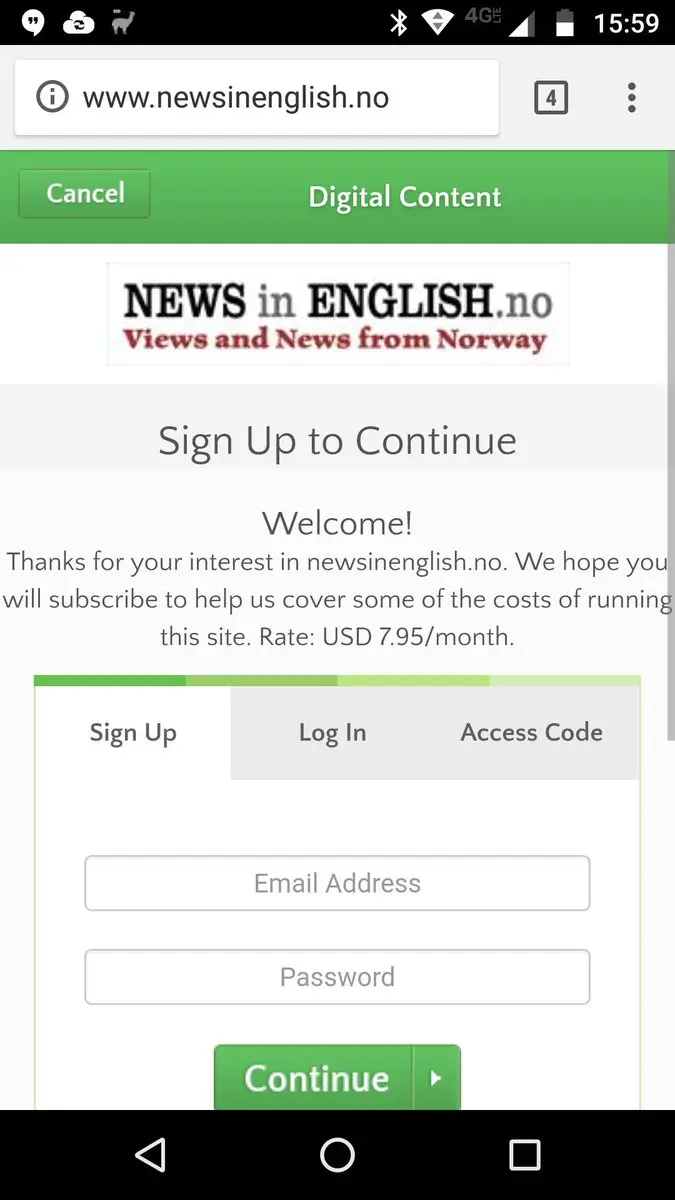 4G LTE 15:59
www.newsinenglish.no 4
Cancel Digital Content
NEWS in ENGLISH.no
Views and News from Norway
Sign Up to Continue
Welcome!
Thanks for your interest in newsinenglish.no. We hope you
will subscribe to help us cover some of the costs of running
this site. Rate: USD 7.95/month.
Sign Up Log In Access Code
Email Address
Password
Continue